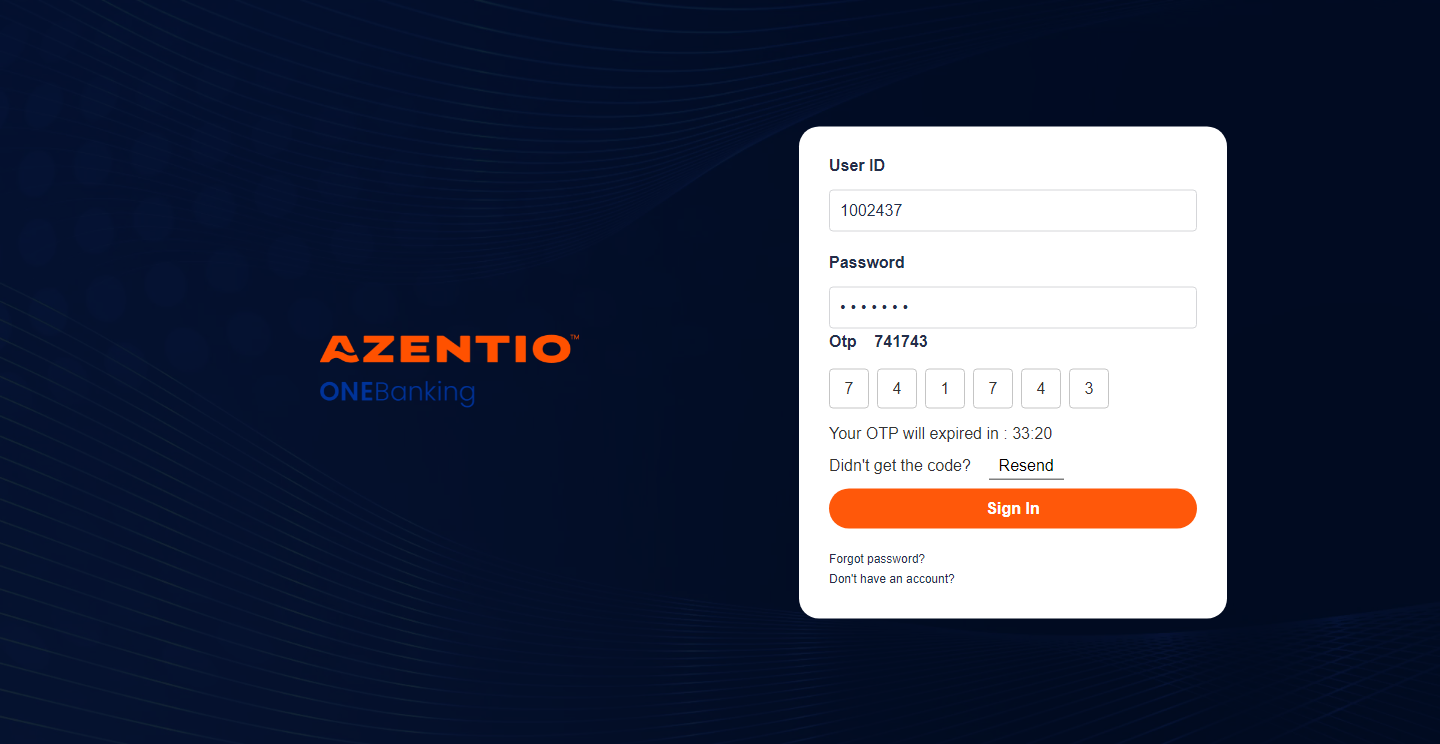 AZENTIO™
ONEBanking
User ID
1002437
Password
•••••••
Otp 741743
7 4 1 7 4 3
Your OTP will expired in : 33:20
Didn't get the code? Resend
Sign In
Forgot password?
Don't have an account?